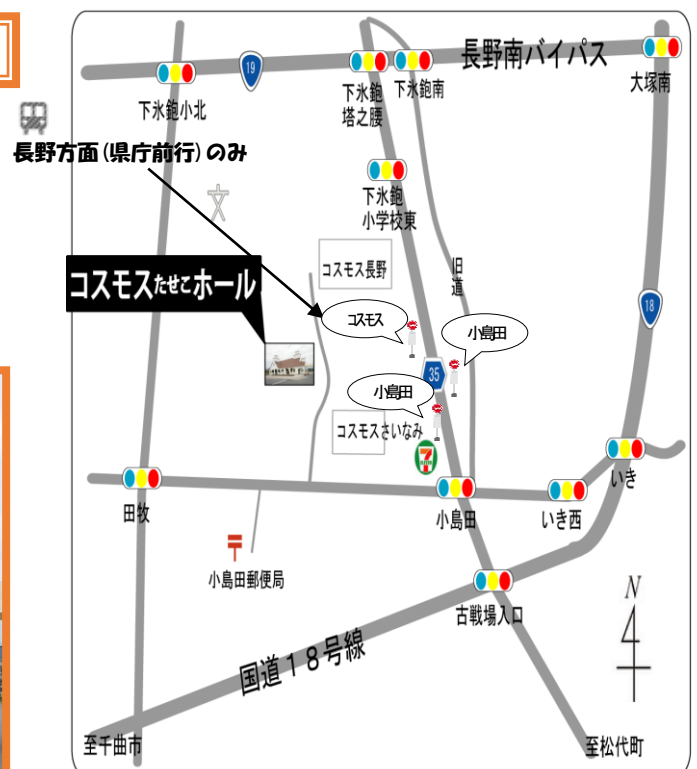 長野南バイパス
19
大塚南
下氷鉋小北
下氷鉋
塔之腰
下氷鉋南
長野方面(県庁前行)のみ
下氷鉋
小学校東
コスモス長野
旧
道
コスモスたせこホール
コスモス
小島田
18
35
小島田
コスモスさいなみ
7
いき
田牧
小島田
いき西
小島田郵便局
古戦場入口
N
国道18号線
至千曲市
至松代町